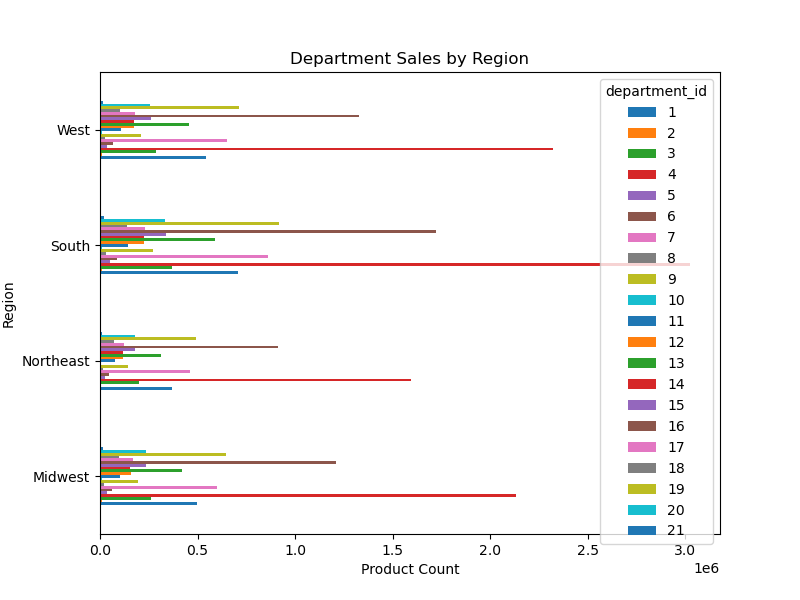 Department Sales by Region
department_id
1
2
3
4
5
6
7
8
9
10
11
12
13
14
15
16
17
18
19
20
21
West
South
Northeast
Midwest
Region
0.0 0.5 1.0 1.5 2.0 2.5 3.0
1e6
Product Count